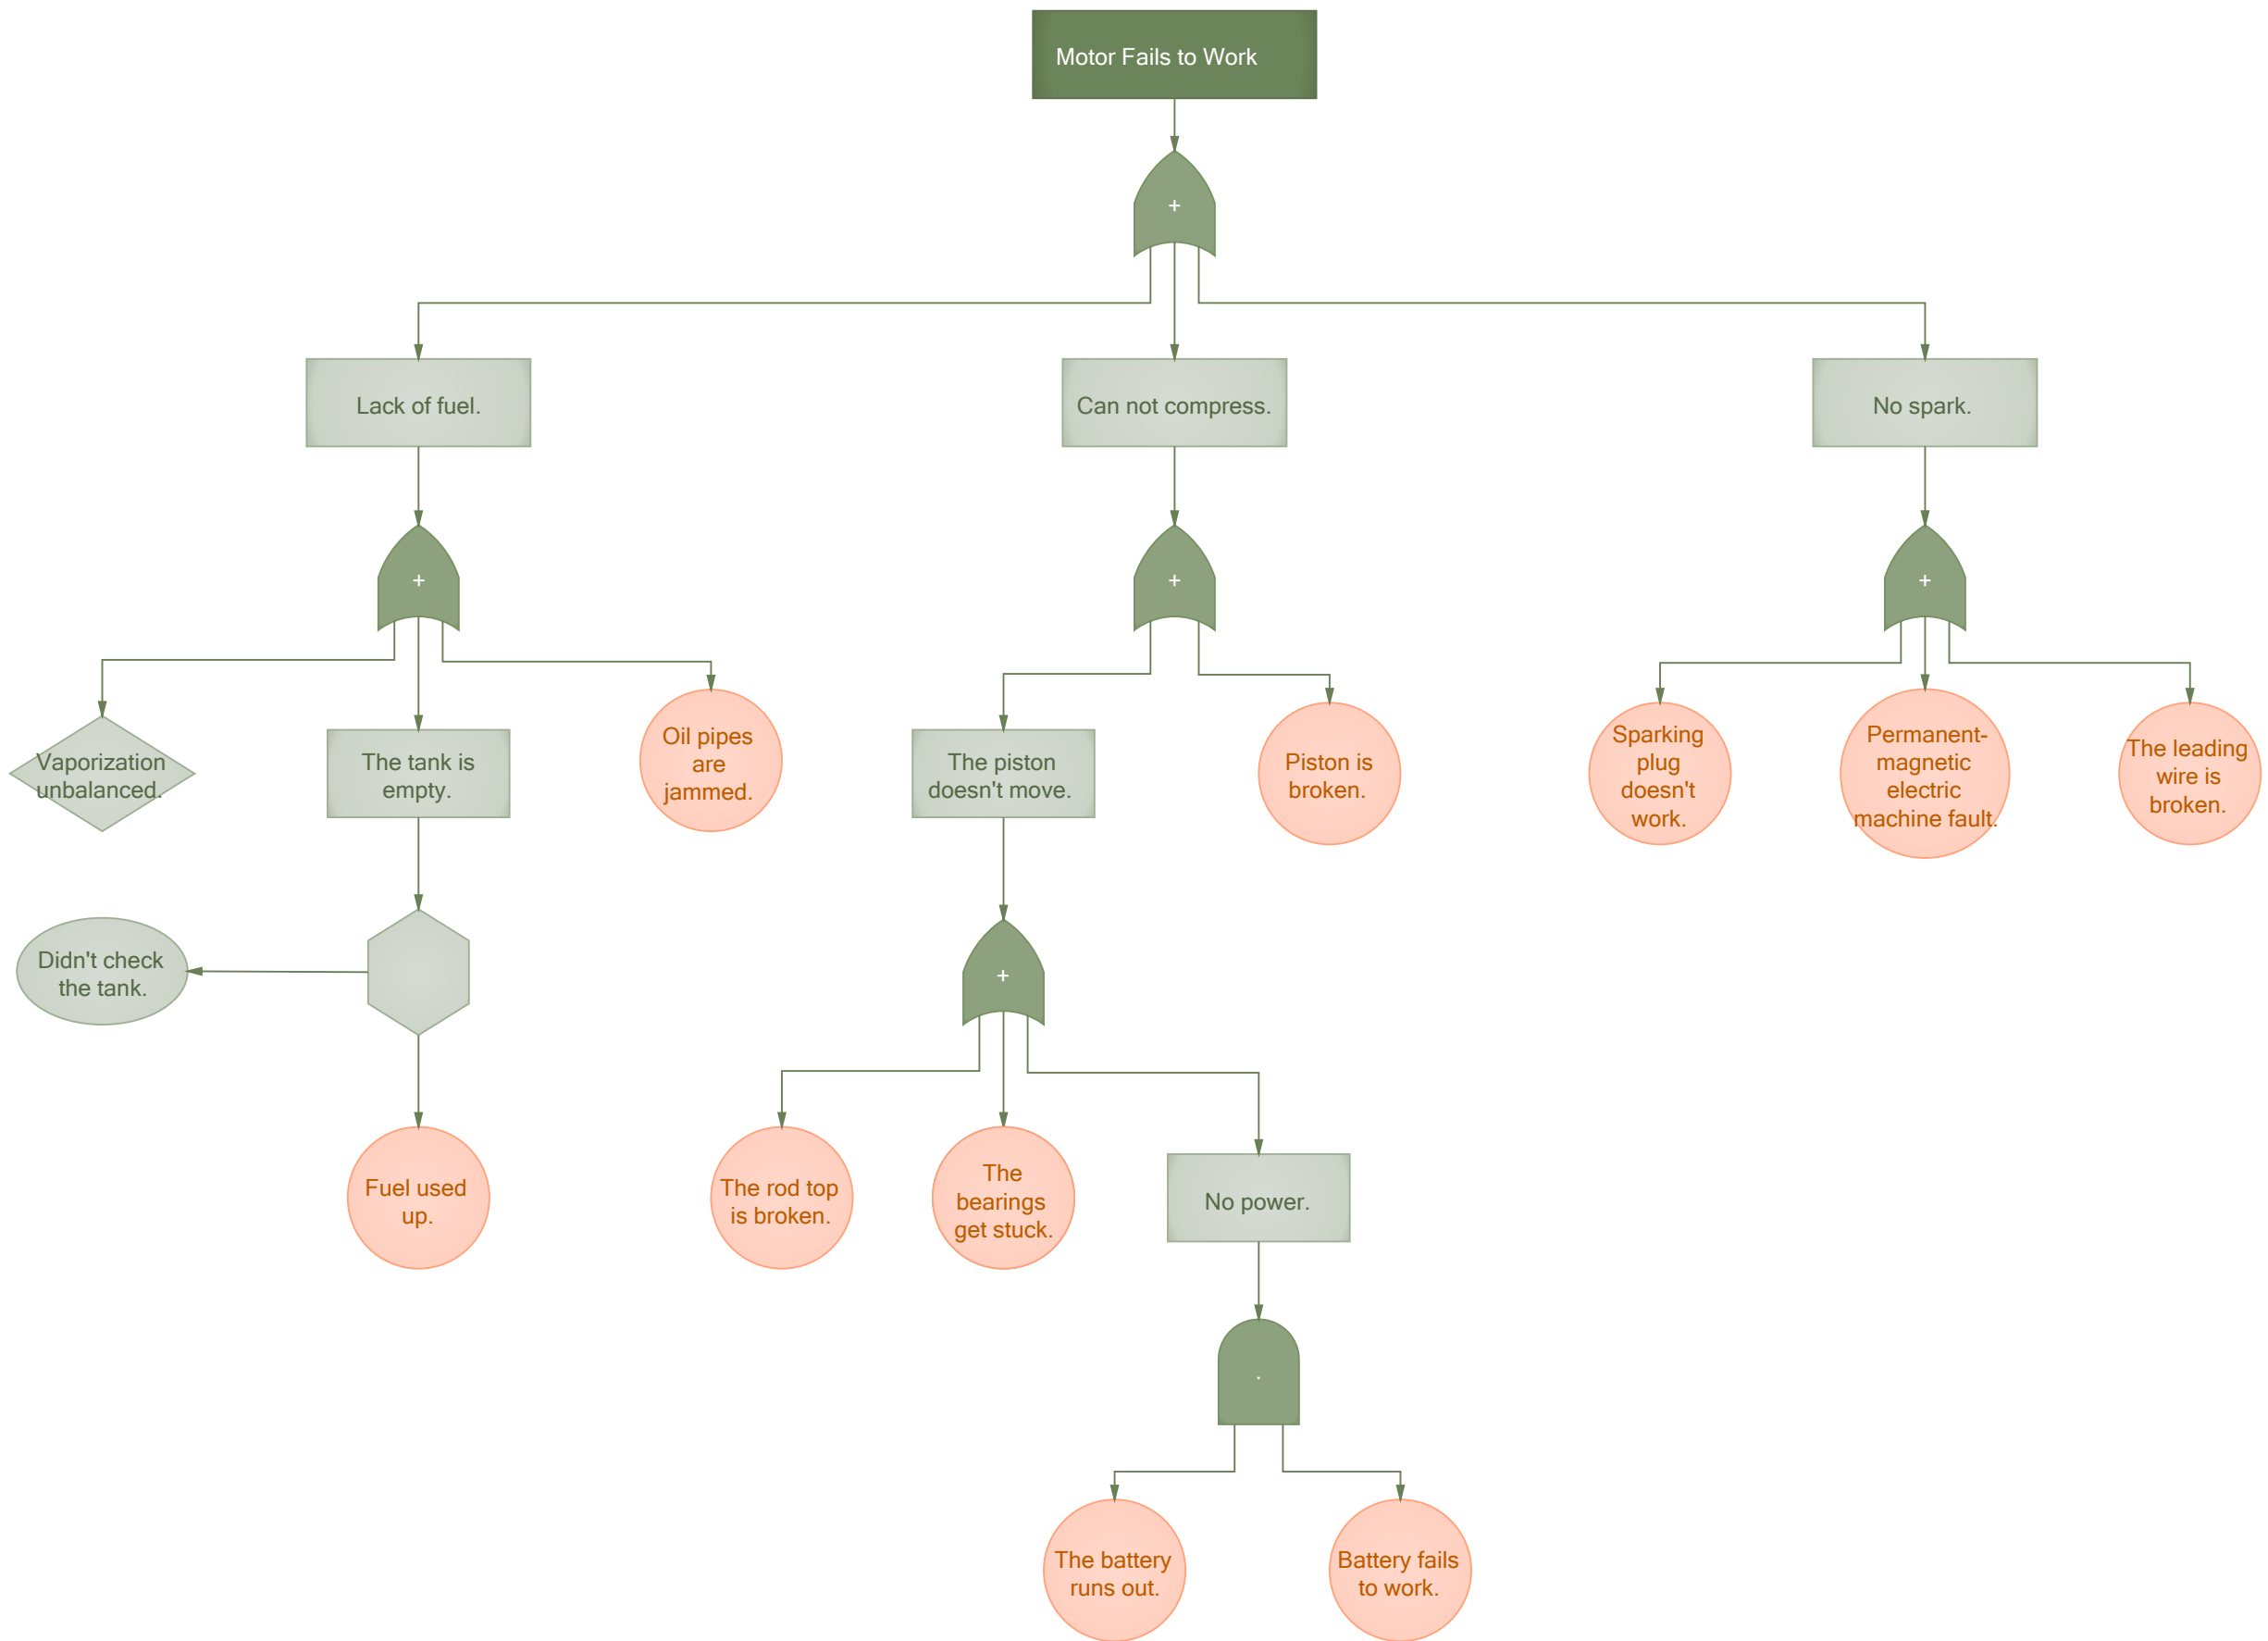 Motor Fails to Work
+
Lack of fuel.
Can not compress.
No spark.
+
+
+
Vaporization
unbalanced.
The tank is
empty.
Oil pipes
are
jammed.
The piston
doesn't move.
Piston is
broken.
Sparking
plug
doesn't
work.
Permanent-
magnetic
electric
machine fault.
The leading
wire is
broken.
Didn't check
the tank.
+
Fuel used
up.
The rod top
is broken.
The
bearings
get stuck.
No power.
.
The battery
runs out.
Battery fails
to work.